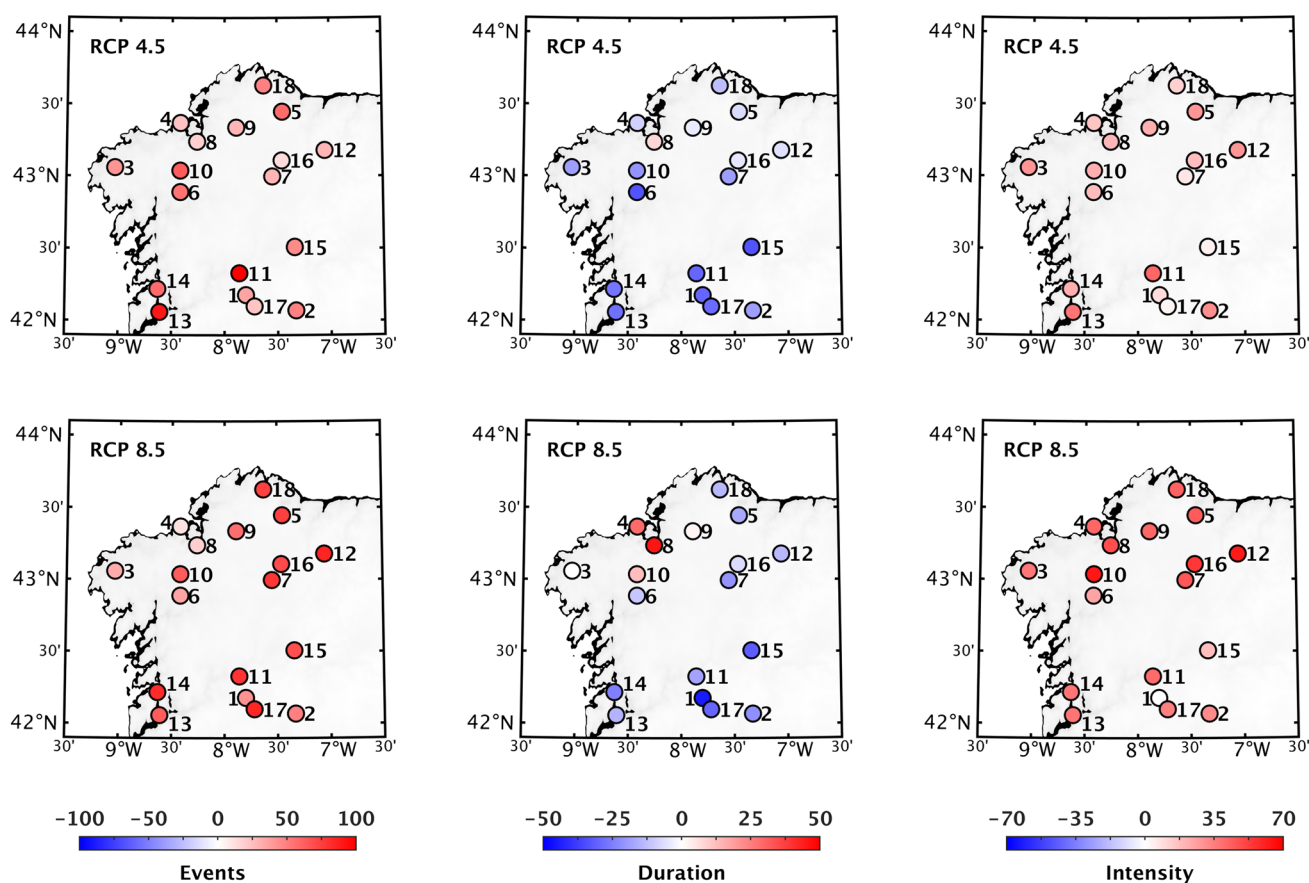 44°N RCP 4.5 RCP 4.5 44°N RCP 4.5
18 18 18
30' 4 5 4 5 30' 4 5
9 9 9
8 12 8 12 8 12
16 16 16
43°N 3 10 7 3 10 7 43°N 3 10 7
6 6 6
30' 15 15 30' 15
14 11 14 11 14 11
1 17 2 1 17 2 1 17 2
42°N 13 13 42°N 13
30' 9°W 30' 8°W 30' 7°W 30' 30' 9°W 30' 8°W 30' 7°W 30' 30' 9°W 30' 8°W 30' 7°W 30'
44°N RCP 8.5 44°N RCP 8.5 44°N RCP 8.5
18 18 18
30' 4 5 30' 4 5 30' 4 5
9 9 9
8 12 8 12 8 12
16 16 16
43°N 3 10 7 43°N 3 10 7 43°N 3 10 7
6 6 6
30' 15 30' 15 30' 15
14 11 14 11 14 11
1 17 2 1 17 2 1 17 2
42°N 13 42°N 13 42°N 13
30' 9°W 30' 8°W 30' 7°W 30' 30' 9°W 30' 8°W 30' 7°W 30' 30' 9°W 30' 8°W 30' 7°W 30'
−100 −50 0 50 100 −50 −25 0 25 50 −70 −35 0 35 70
Events Duration Intensity